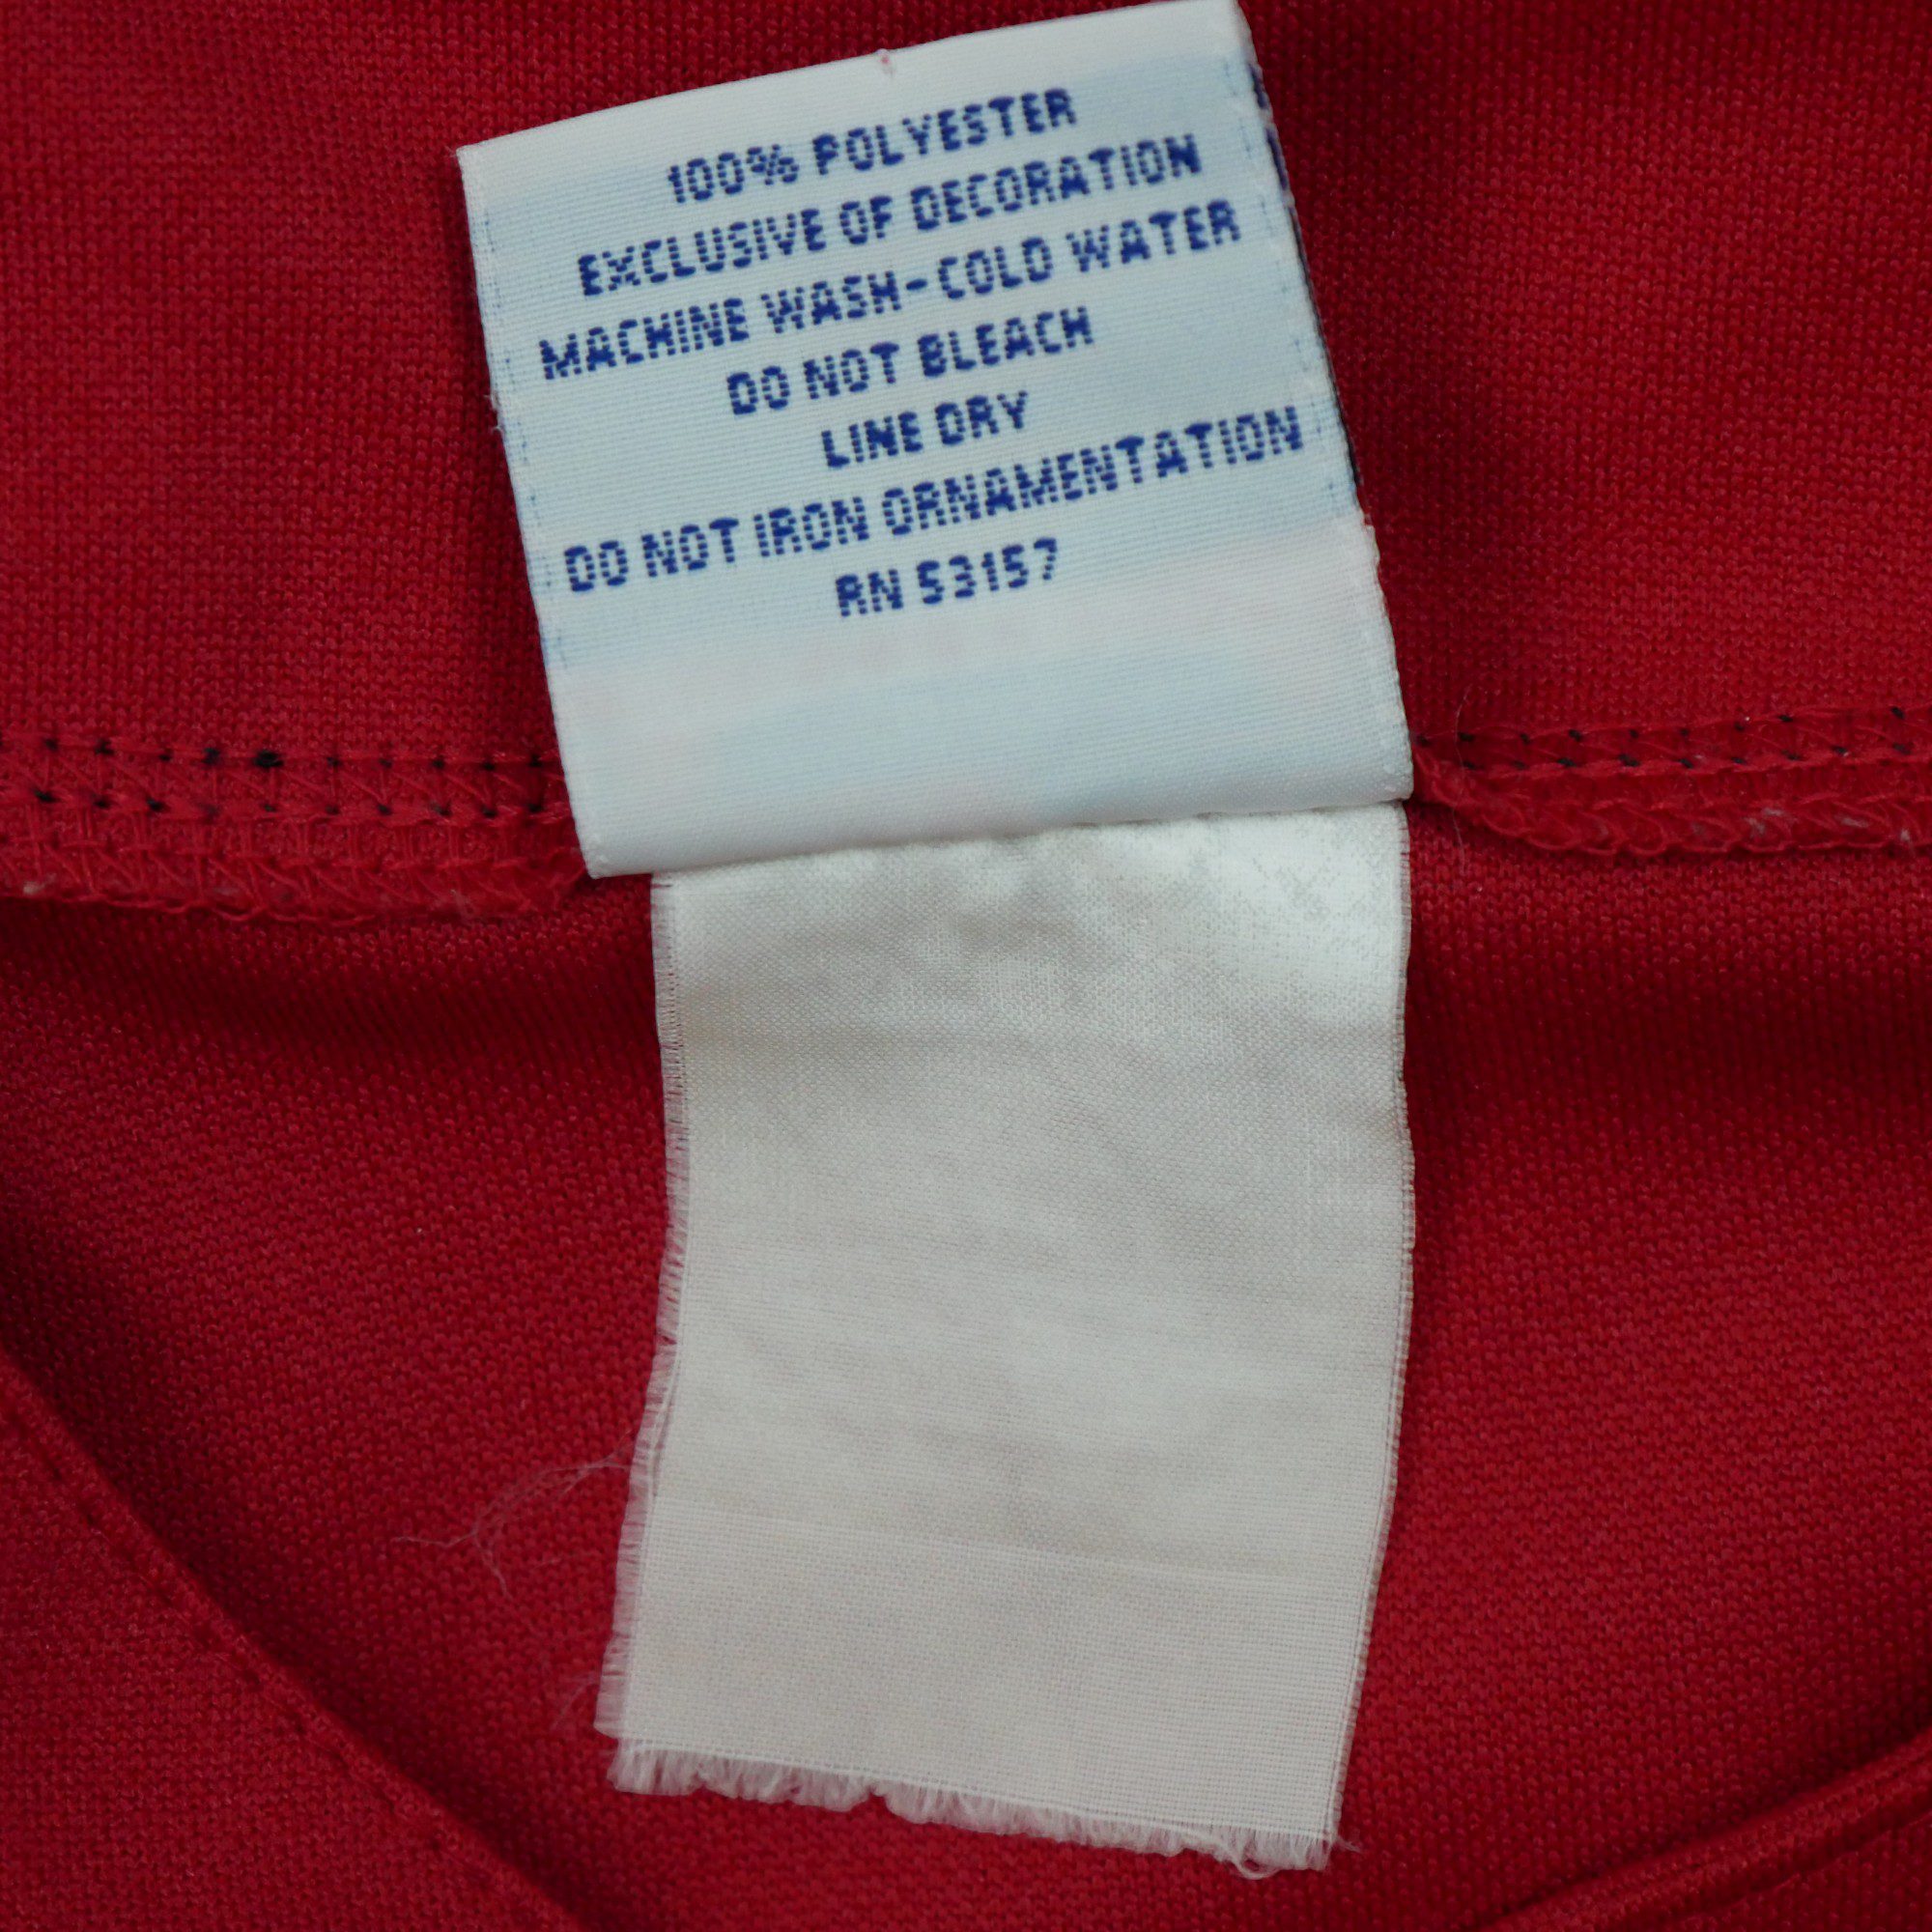 100% POLYESTER
EXCLUSIVE OF DECORATION
MACHINE WASH-COLD WATER
DO NOT BLEACH
LINE DRY
DO NOT IRON ORNAMENTATION
RN 53157